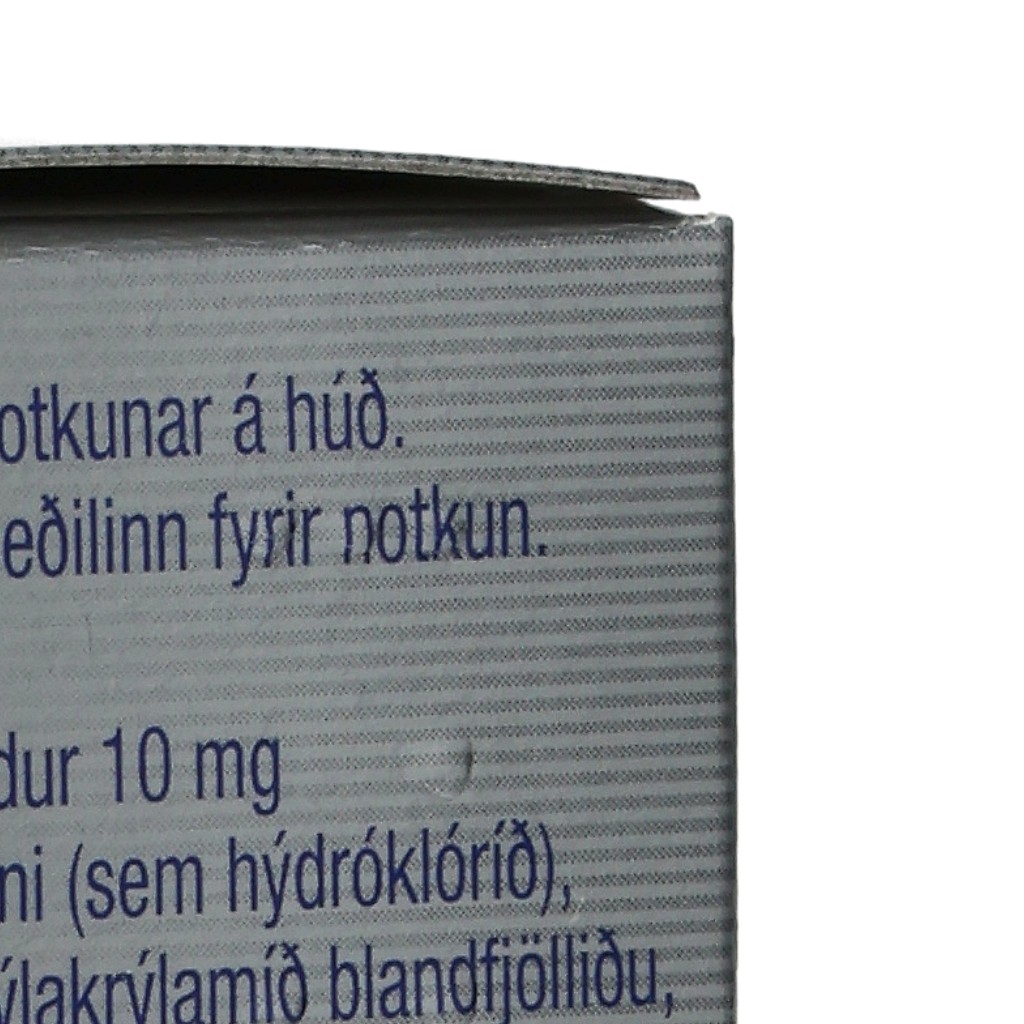 otkunar á húð.
eðilinn fyrir notkun.
dur 10 mg
ni (sem hýdróklóríð),
ýlakrýlamíð blandfjölliðu,